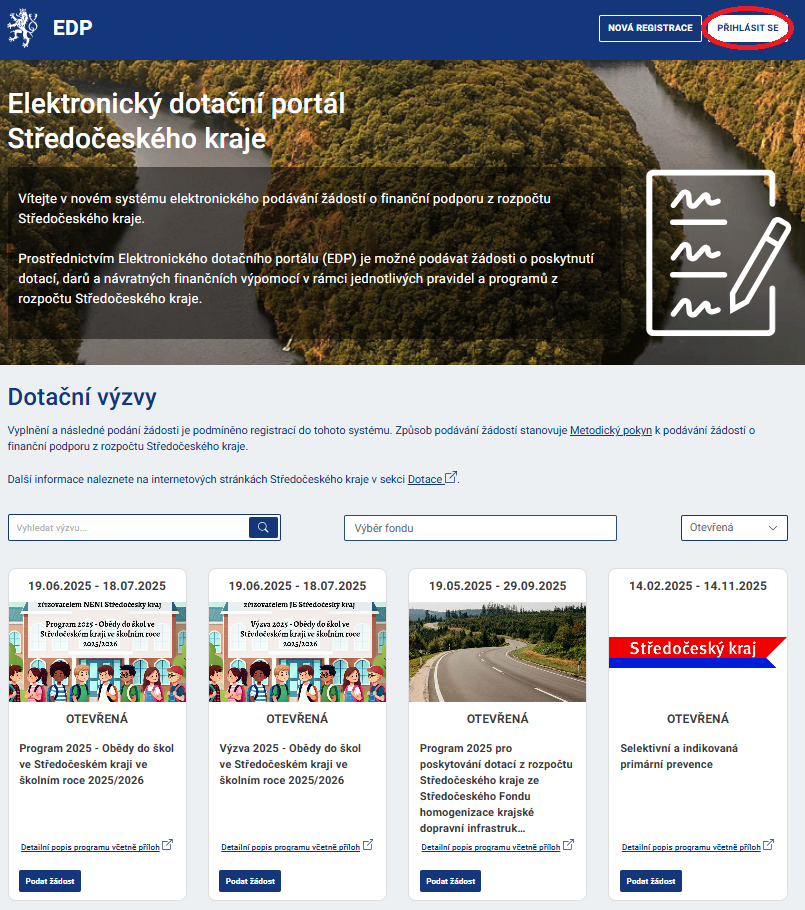 EDP
NOVÁ REGISTRACE
PŘIHLÁSIT SE
Elektronický dotační portál
Středočeského kraje
Vítejte v novém systému elektronického podávání žádostí o finanční podporu z rozpočtu
Středočeského kraje.
Prostřednictvím Elektronického dotačního portálu (EDP) je možné podávat žádosti o poskytnutí
dotací, darů a návratných finančních výpomocí v rámci jednotlivých pravidel a programů z
rozpočtu Středočeského kraje.
Dotační výzvy
Vyplnění a následné podání žádosti je podmíněno registrací do tohoto systému. Způsob podávání žádostí stanovuje Metodický pokyn k podávání žádostí o
finanční podporu z rozpočtu Středočeského kraje.
Další informace naleznete na internetových stránkách Středočeského kraje v sekci Dotace.
Vyhledat výzvu...
Výběr fondu
Otevřená
19.06.2025 - 18.07.2025
zřizovatelem NENÍ Středočeský kraj
Program 2025 - Obědy do škol ve
Středočeském kraji ve školním roce
2025/2026
OTEVŘENÁ
Program 2025 - Obědy do škol
ve Středočeském kraji ve
školním roce 2025/2026
Detailní popis programu včetně příloh
Podat žádost
19.06.2025 - 18.07.2025
zřizovatelem JE Středočeský kraj
Výzva 2025 - Obědy do škol ve
Středočeském kraji ve školním roce
2025/2026
OTEVŘENÁ
Výzva 2025 - Obědy do škol
ve Středočeském kraji ve
školním roce 2025/2026
Detailní popis programu včetně příloh
Podat žádost
19.05.2025 - 29.09.2025
OTEVŘENÁ
Program 2025 pro
poskytování dotací z rozpočtu
Středočeského kraje ze
Středočeského Fondu
homogenizace krajské
dopravní infrastruk...
Detailní popis programu včetně příloh
Podat žádost
14.02.2025 - 14.11.2025
Středočeský kraj
OTEVŘENÁ
Selektivní a indikovaná
primární prevence
Detailní popis programu včetně příloh
Podat žádost